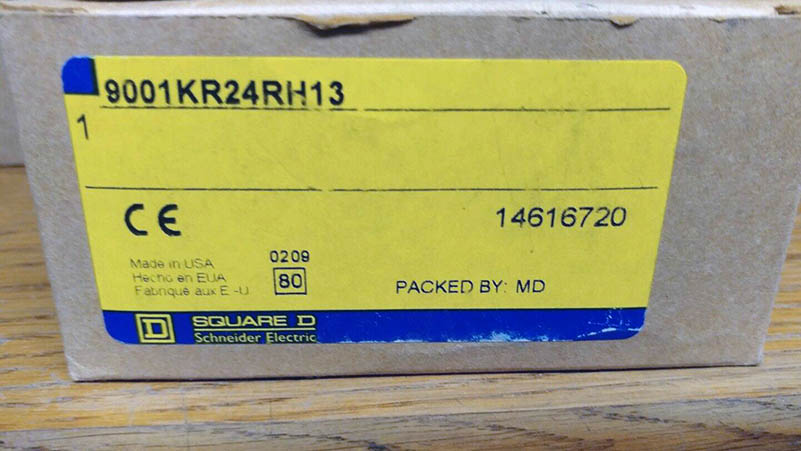 9001KR24RH13
1
CE
14616720
Made in USA
Hecho en EUA
Fabriqué aux E.-U
0209
80
PACKED BY: MD
D
SQUARE D
Schneider Electric